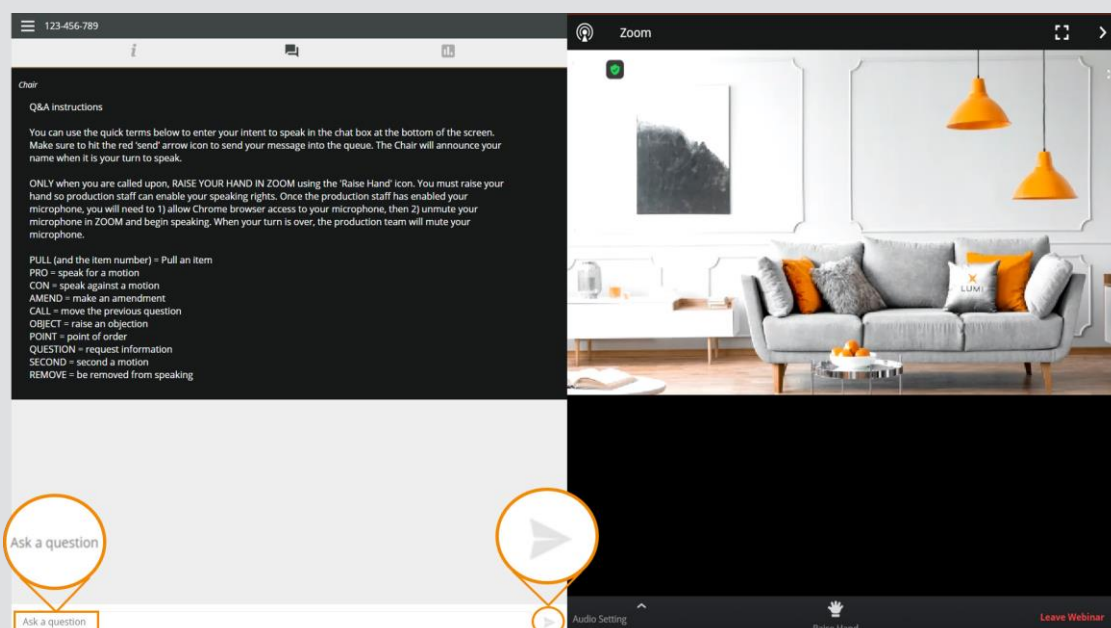 123-456-789
Chair
Q&A instructions
You can use the quick terms below to enter your intent to speak in the chat box at the bottom of the screen.
Make sure to hit the red 'send' arrow icon to send your message into the queue. The Chair will announce your
name when it is your turn to speak.
ONLY when you are called upon, RAISE YOUR HAND IN ZOOM using the 'Raise Hand' icon. You must raise your
hand so production staff can enable your speaking rights. Once the production staff has enabled your
microphone, you will need to 1) allow Chrome browser access to your microphone, then 2) unmute your
microphone in ZOOM and begin speaking. When your turn is over, the production team will mute your
microphone.
PULL (and the item number) = Pull an item
PRO = speak for a motion
CON = speak against a motion
AMEND = make an amendment
CALL = move the previous question
OBJECT = raise an objection
POINT = point of order
QUESTION = request information
SECOND = second a motion
REMOVE = be removed from speaking
Ask a question
Ask a question
Zoom
LUMI
Audio Setting
Raise Hand
Leave Webinar